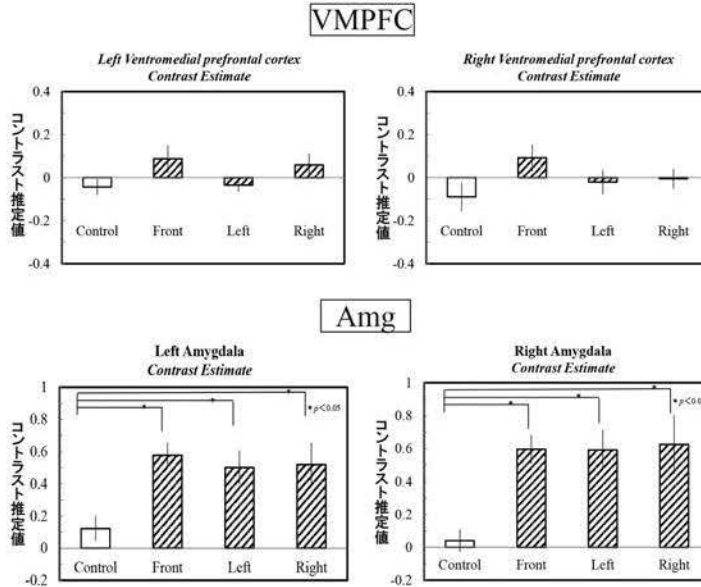 VMPFC
Left Ventromedial prefrontal cortex
Contrast Estimate
コントラスト推定値
0.4
0.2
0
-0.2
-0.4
Control Front Left Right
Right Ventromedial prefrontal cortex
Contrast Estimate
コントラスト推定値
0.4
0.2
0
-0.2
-0.4
Control Front Left Right
Amg
Left Amygdala
Contrast Estimate
コントラスト推定値
1
0.8
0.6
0.4
0.2
0
-0.2
* p<0.05
Control Front Left Right
Right Amygdala
Contrast Estimate
コントラスト推定値
1
0.8
0.6
0.4
0.2
0
-0.2
* p<0.0
Control Front Left Right